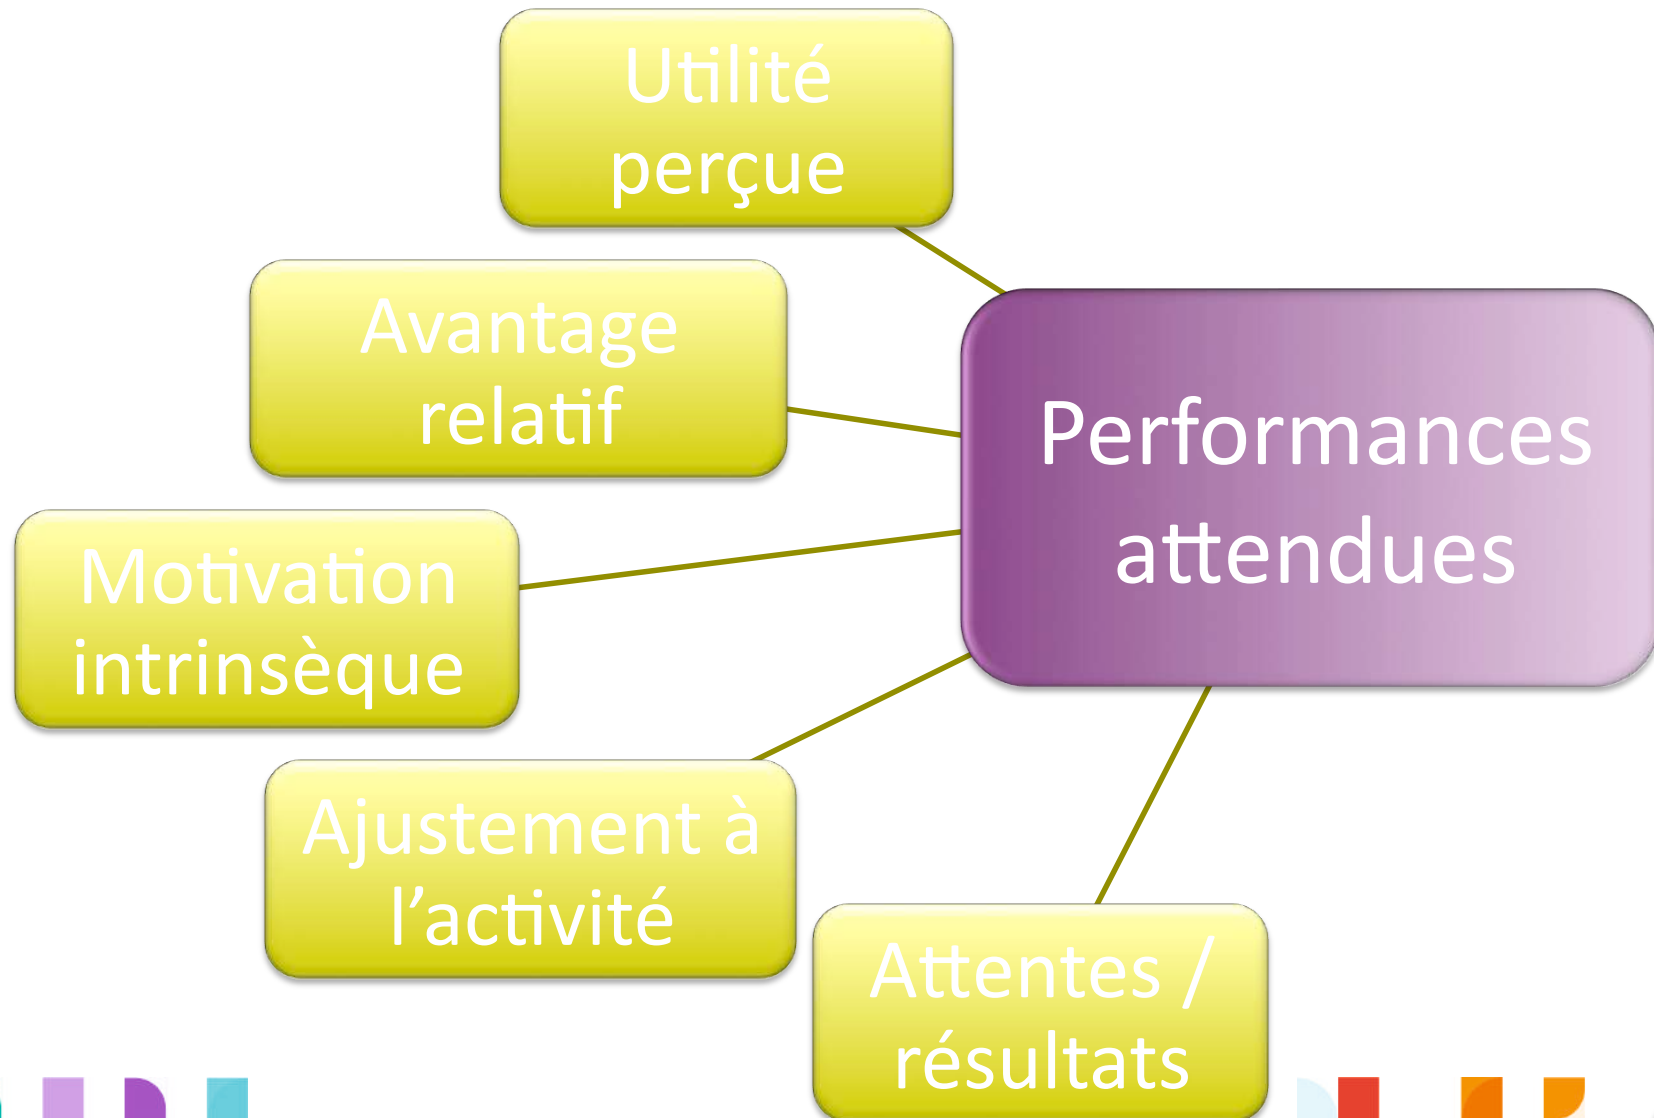 Utilité
perçue
Avantage
relatif
Motivation
intrinsèque
Ajustement à
l’activité
Attentes /
résultats
Performances
attendues